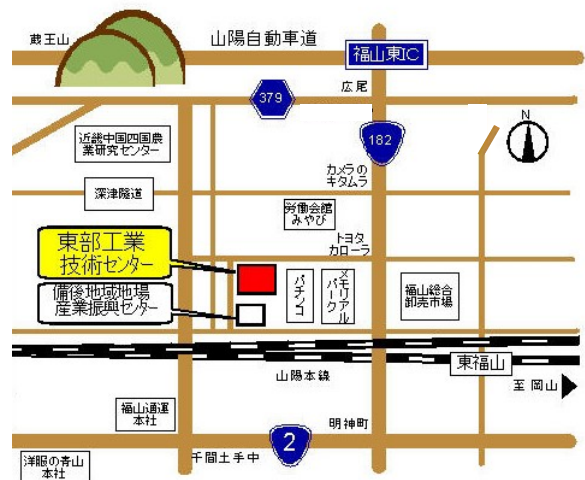 蔵王山
山陽自動車道
福山東IC
379
広尾
182
N
近畿中国四国農
業研究センター
カメラの
キタムラ
深津隧道
労働会館
みやび
トヨタ
カローラ
東部工業
技術センター
備後地域地場
産業振興センター
パチンコ
メモリアル
パーク
福山総合
卸売市場
東福山
山陽本線
至岡山
福山通運
本社
明神町
2
千間土手中
洋服の青山
本社